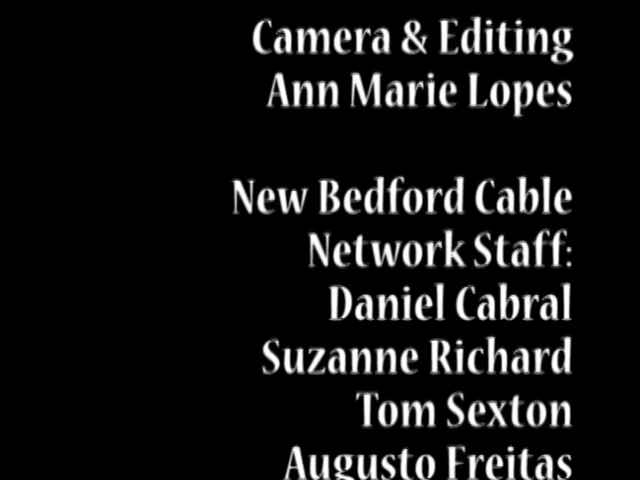 Camera & Editing
Ann Marie Lopes
New Bedford Cable
Network Staff:
Daniel Cabral
Suzanne Richard
Tom Sexton
Augusto Freitas